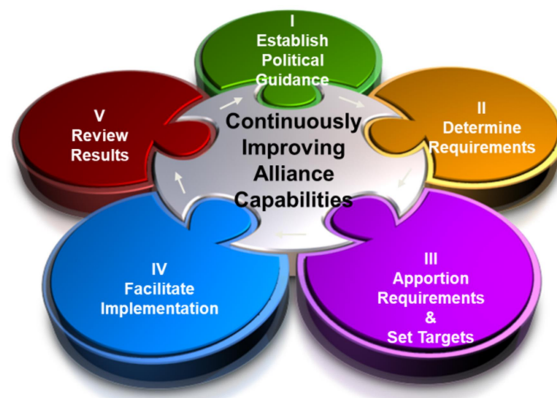 I
Establish
Political
Guidance
II
Determine
Requirements
III
Apportion
Requirements
&
Set Targets
IV
Facilitate
Implementation
V
Review
Results
Continuously
Improving
Alliance
Capabilities